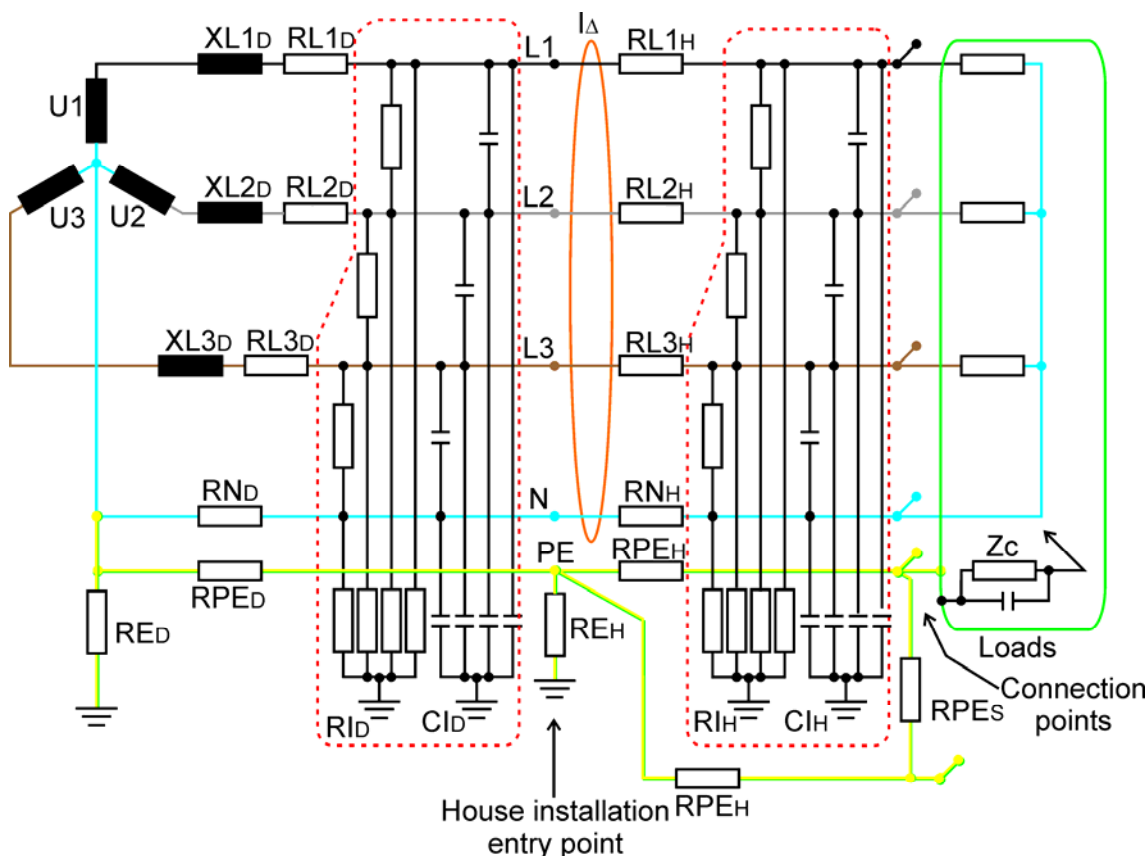 IΔ
XL1D RL1D L1 RL1H
U1
XL2D RL2D L2 RL2H
U3 U2
XL3D RL3D L3 RL3H
RND N RNH
PE RPEH Zc
RPED
RED REH
Loads
Connection
points
RID CID RIH CIH RPES
House installation
entry point
RPEH